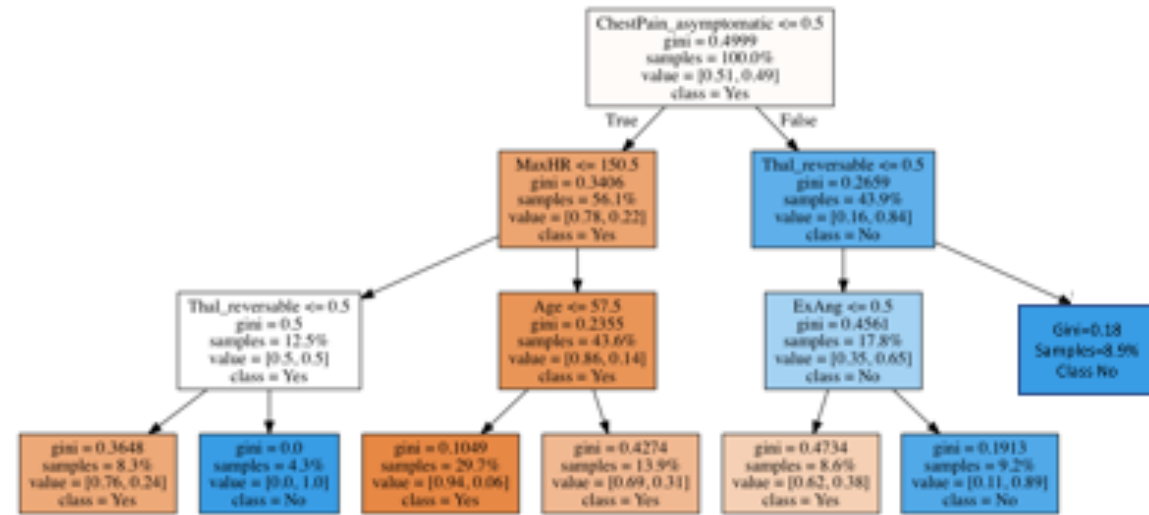 ChestPain_asymptomatic <= 0.5
gini = 0.4999
samples = 100.0%
value = [0.51, 0.49]
class = Yes
True
False
MaxHR <= 150.5
gini = 0.3406
samples = 56.1%
value = [0.78, 0.22]
class = Yes
Thal_reversable <= 0.5
gini = 0.2659
samples = 43.9%
value = [0.16, 0.84]
class = No
Thal_reversable <= 0.5
gini = 0.5
samples = 12.5%
value = [0.5, 0.5]
class = Yes
Age <= 57.5
gini = 0.2355
samples = 43.6%
value = [0.86, 0.14]
class = Yes
ExAng <= 0.5
gini = 0.4561
samples = 17.8%
value = [0.35, 0.65]
class = No
Gini=0.18
Samples=8.9%
Class No
gini = 0.3648
samples = 8.3%
value = [0.76, 0.24]
class = Yes
gini = 0.0
samples = 4.3%
value = [0.0, 1.0]
class = No
gini = 0.1049
samples = 29.7%
value = [0.94, 0.06]
class = Yes
gini = 0.4274
samples = 13.9%
value = [0.69, 0.31]
class = Yes
gini = 0.4734
samples = 8.6%
value = [0.62, 0.38]
class = Yes
gini = 0.1913
samples = 9.2%
value = [0.11, 0.89]
class = No